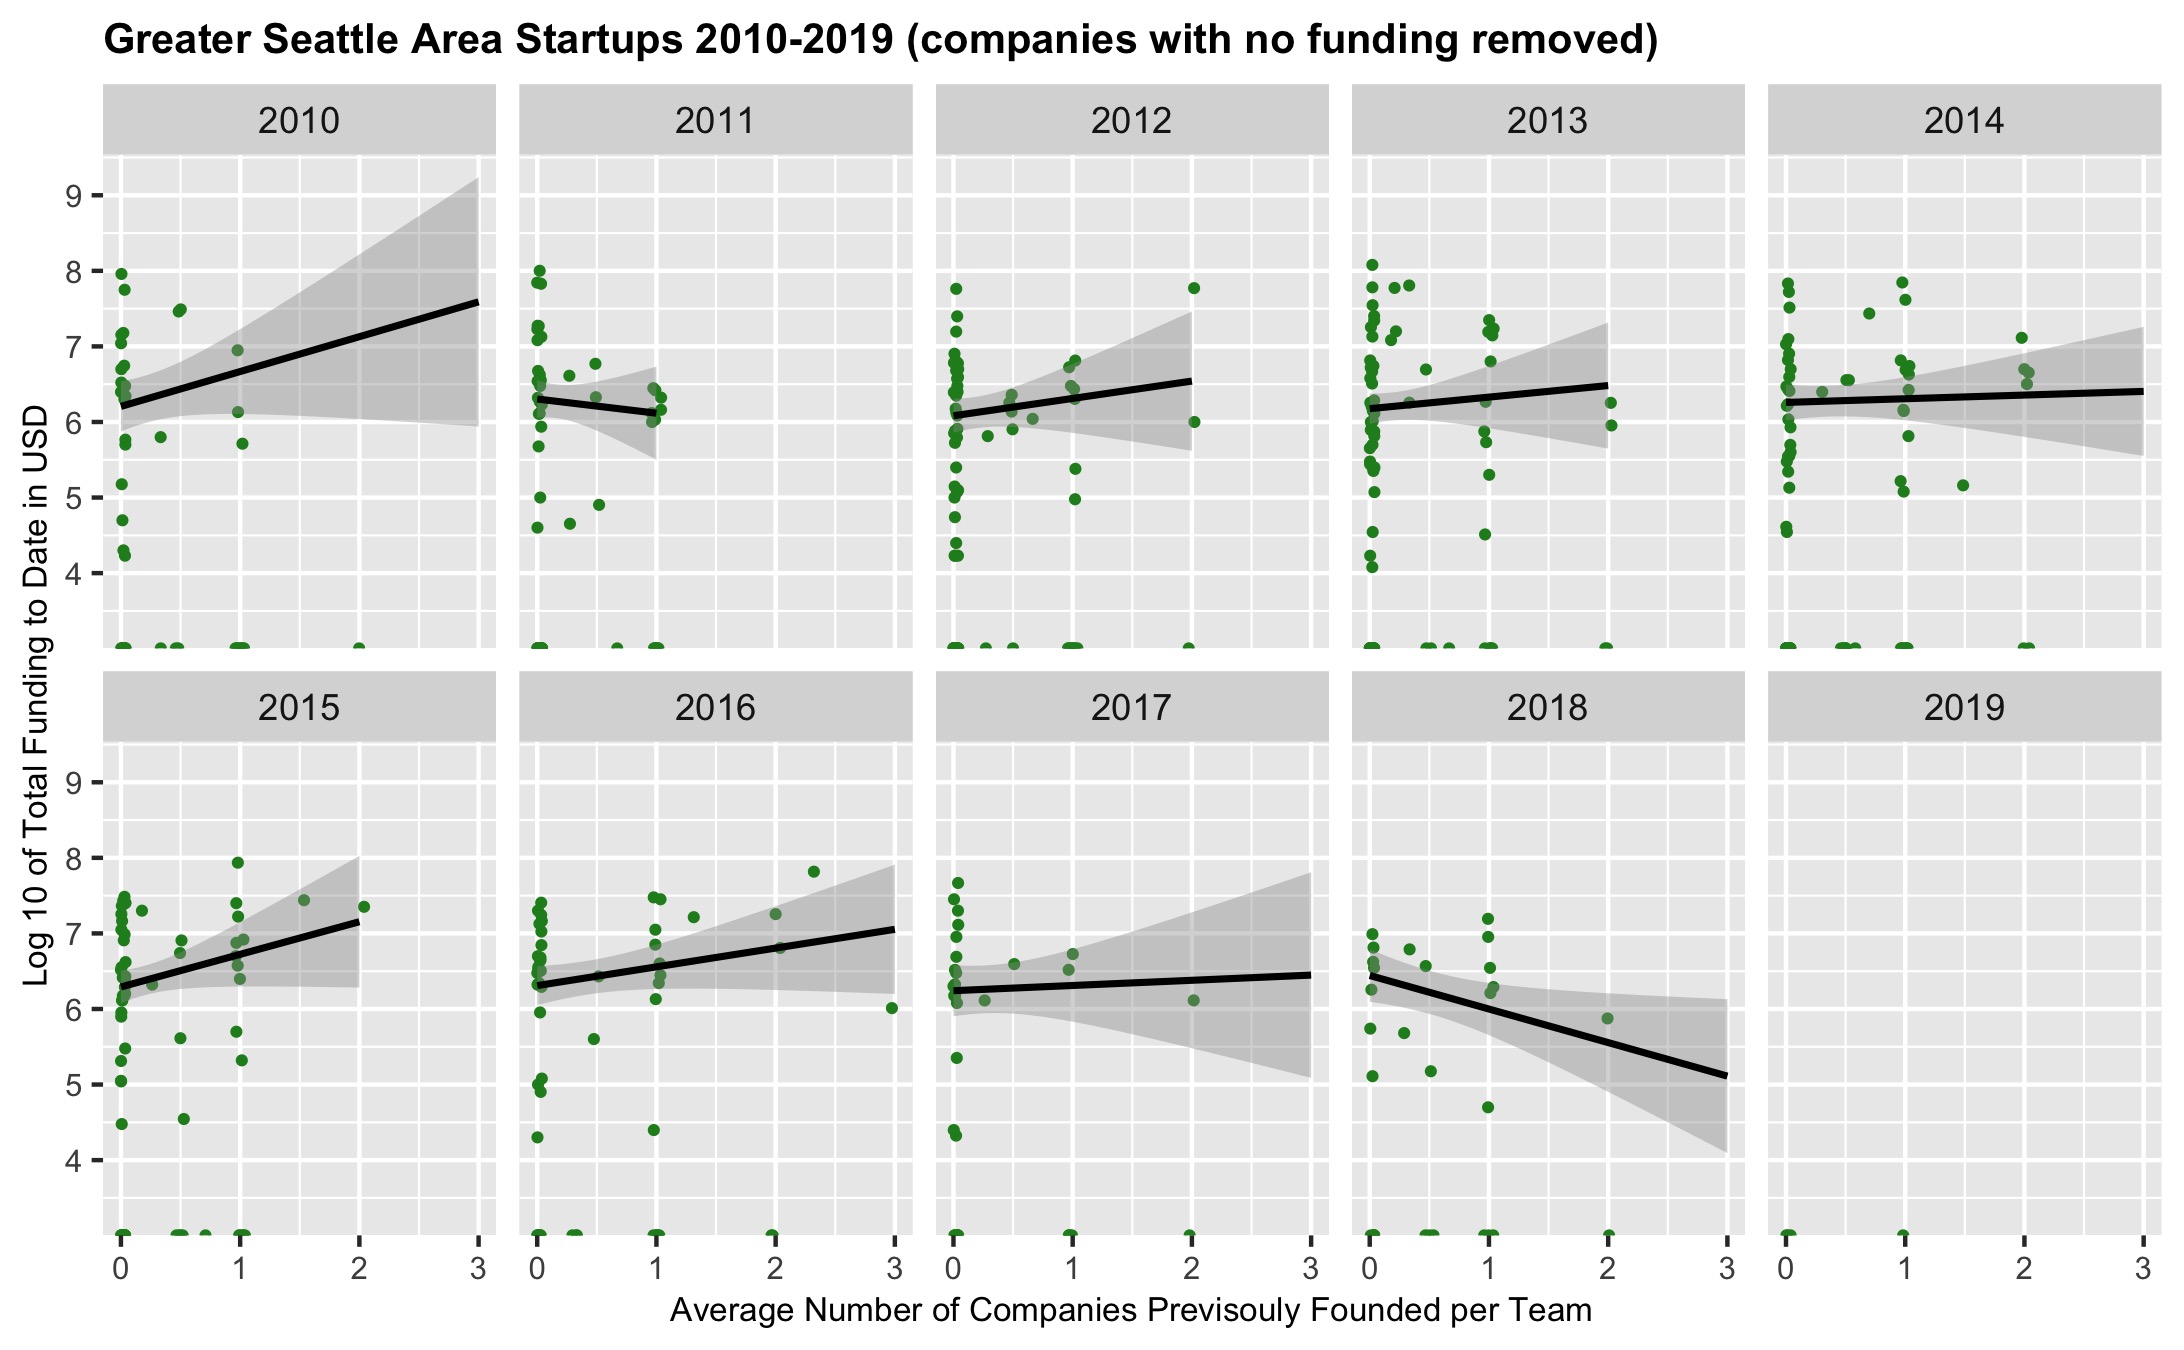 Greater Seattle Area Startups 2010-2019 (companies with no funding removed)
2010 2011 2012 2013 2014
9
8
7
6
5
4
2015 2016 2017 2018 2019
9
8
7
6
5
4
0 1 2 3 0 1 2 3 0 1 2 3 0 1 2 3 0 1 2 3
Average Number of Companies Previsouly Founded per Team
Log 10 of Total Funding to Date in USD